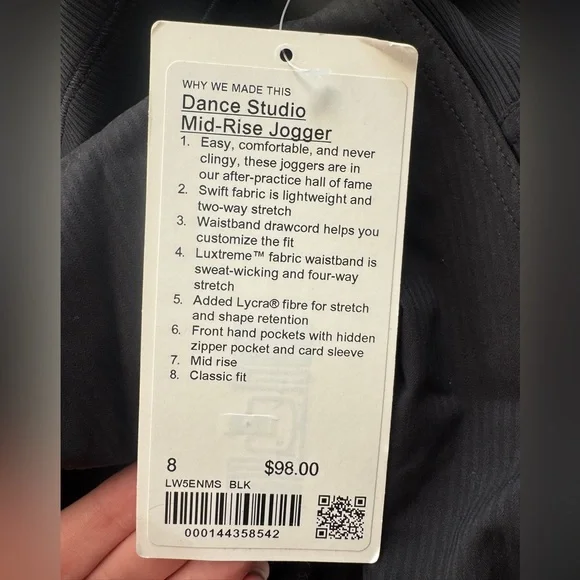 WHY WE MADE THIS
Dance Studio
Mid-Rise Jogger
1. Easy, comfortable, and never
clingy, these joggers are in
our after-practice hall of fame
2. Swift fabric is lightweight and
two-way stretch
3. Waistband drawcord helps you
customize the fit
4. Luxtreme™ fabric waistband is
sweat-wicking and four-way
stretch
5. Added Lycra® fibre for stretch
and shape retention
6. Front hand pockets with hidden
zipper pocket and card sleeve
7. Mid rise
8. Classic fit
8 $98.00
LW5ENMS BLK
000144358542